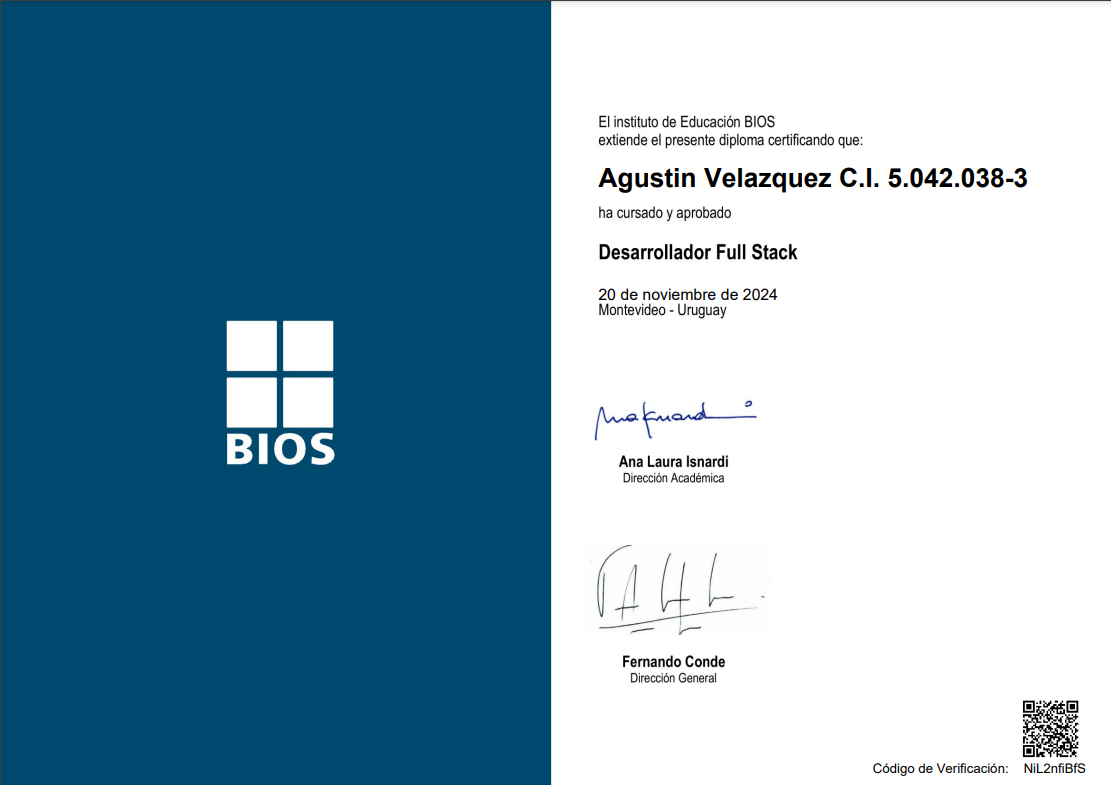 El instituto de Educación BIOS
extiende el presente diploma certificando que:
Agustin Velazquez C.I. 5.042.038-3
ha cursado y aprobado
Desarrollador Full Stack
20 de noviembre de 2024
Montevideo - Uruguay
BIOS
Ana Laura Isnardi
Dirección Académica
Fernando Conde
Dirección General
Código de Verificación: NiL2nfiBfS